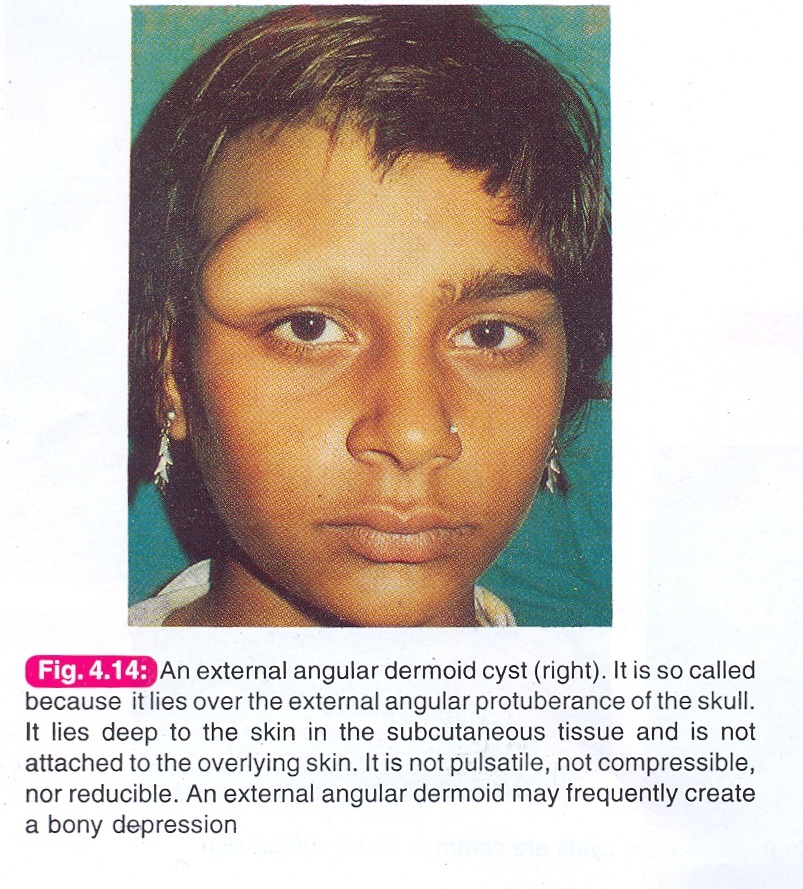 Fig. 4.14: An external angular dermoid cyst (right). It is so called
because it lies over the external angular protuberance of the skull.
It lies deep to the skin in the subcutaneous tissue and is not
attached to the overlying skin. It is not pulsatile, not compressible,
nor reducible. An external angular dermoid may frequently create
a bony depression